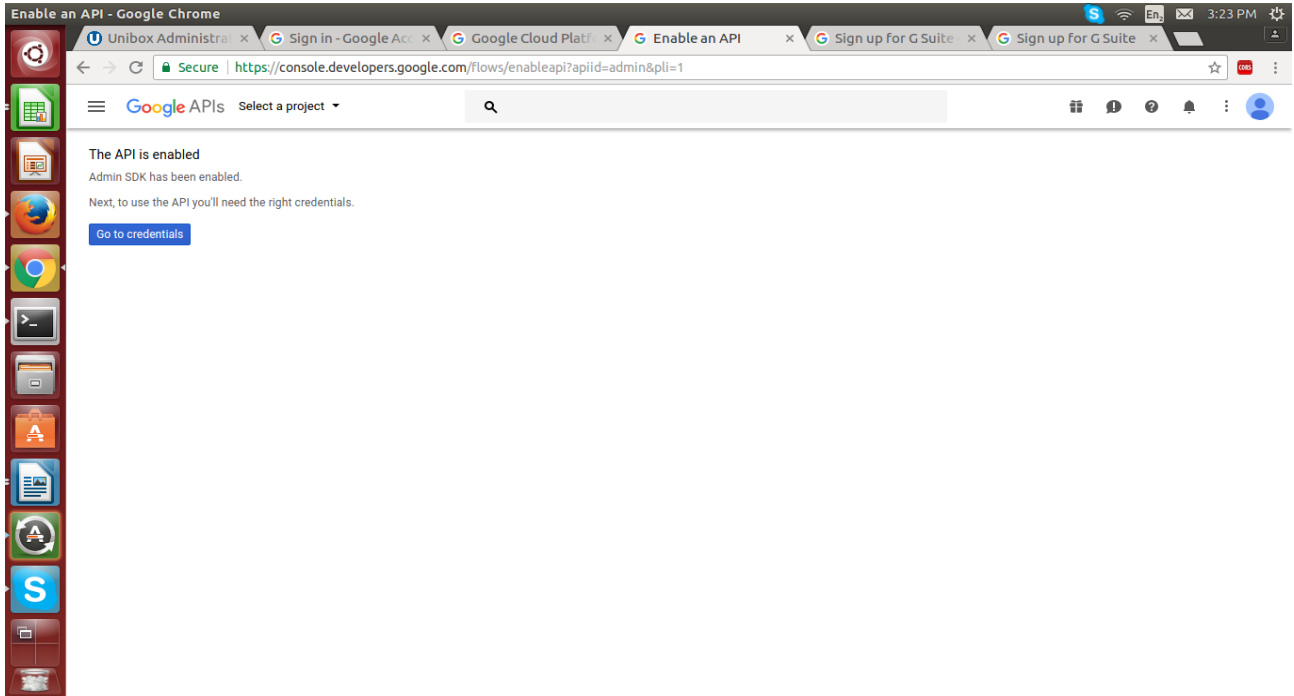 Enable an API - Google Chrome
S
En2
3:23 PM
U Unibox Administra
G Sign in - Google Acc
G Google Cloud Platf
G Enable an API
G Sign up for G Suite
G Sign up for G Suite
Secure https://console.developers.google.com/flows/enableapi?apiid=admin&pli=1
CORS
Google APIs
Select a project
The API is enabled
Admin SDK has been enabled.
Next, to use the API you'll need the right credentials.
Go to credentials
>_
A
A
S